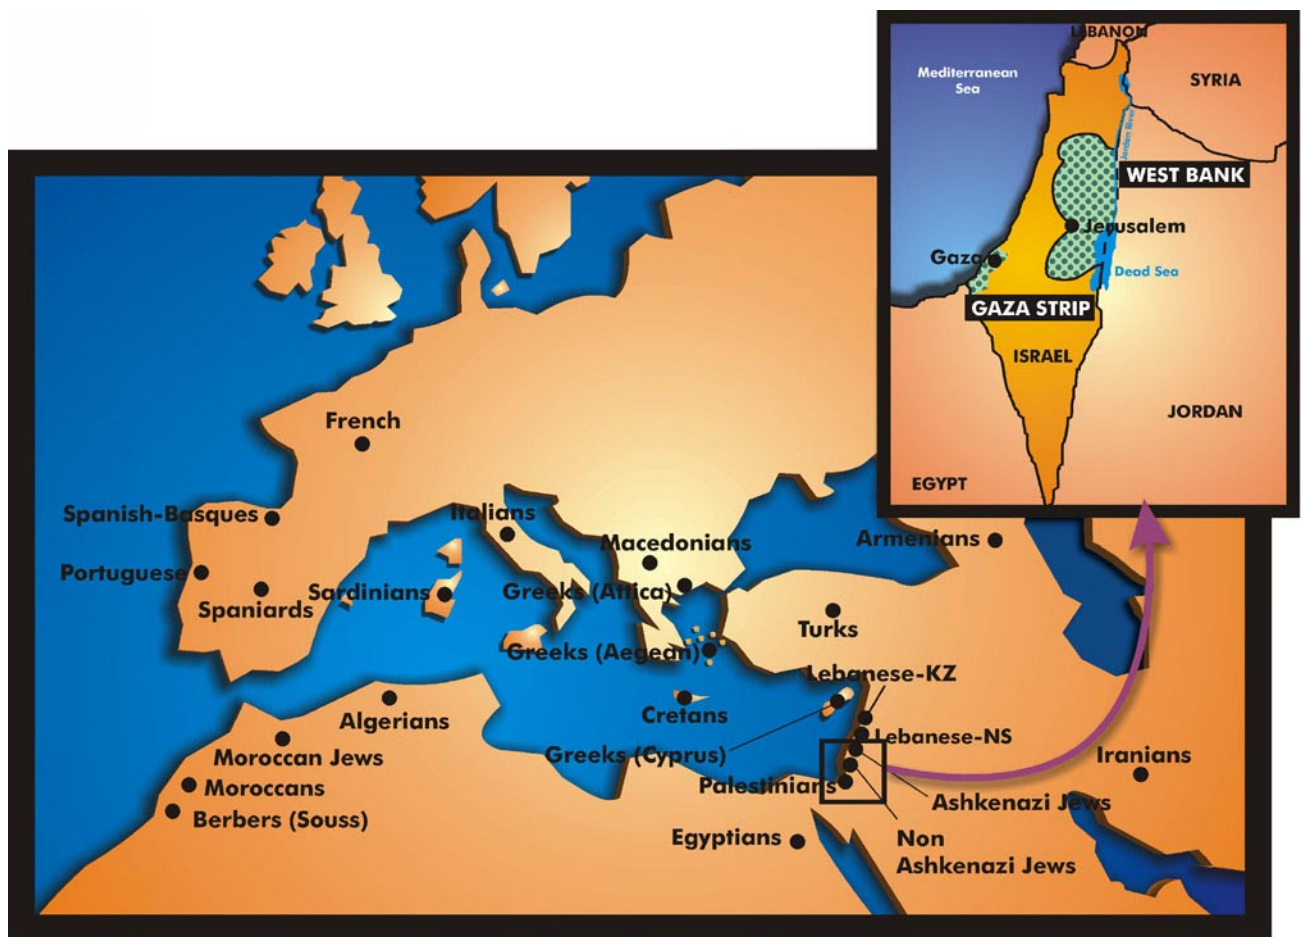 LEBANON
Mediterranean
Sea
SYRIA
Jordan River
WEST BANK
Jerusalem
Gaza
Dead Sea
GAZA STRIP
ISRAEL
JORDAN
EGYPT
French
Spanish-Basques
Italians
Macedonians
Armenians
Portuguese
Spaniards
Sardinians
Greeks (Attica)
Turks
Greeks (Aegean)
Lebanese-KZ
Algerians
Cretans
Lebanese-NS
Moroccan Jews
Greeks (Cyprus)
Iranians
Moroccans
Palestinians
Ashkenazi Jews
Berbers (Souss)
Egyptians
Non
Ashkenazi Jews